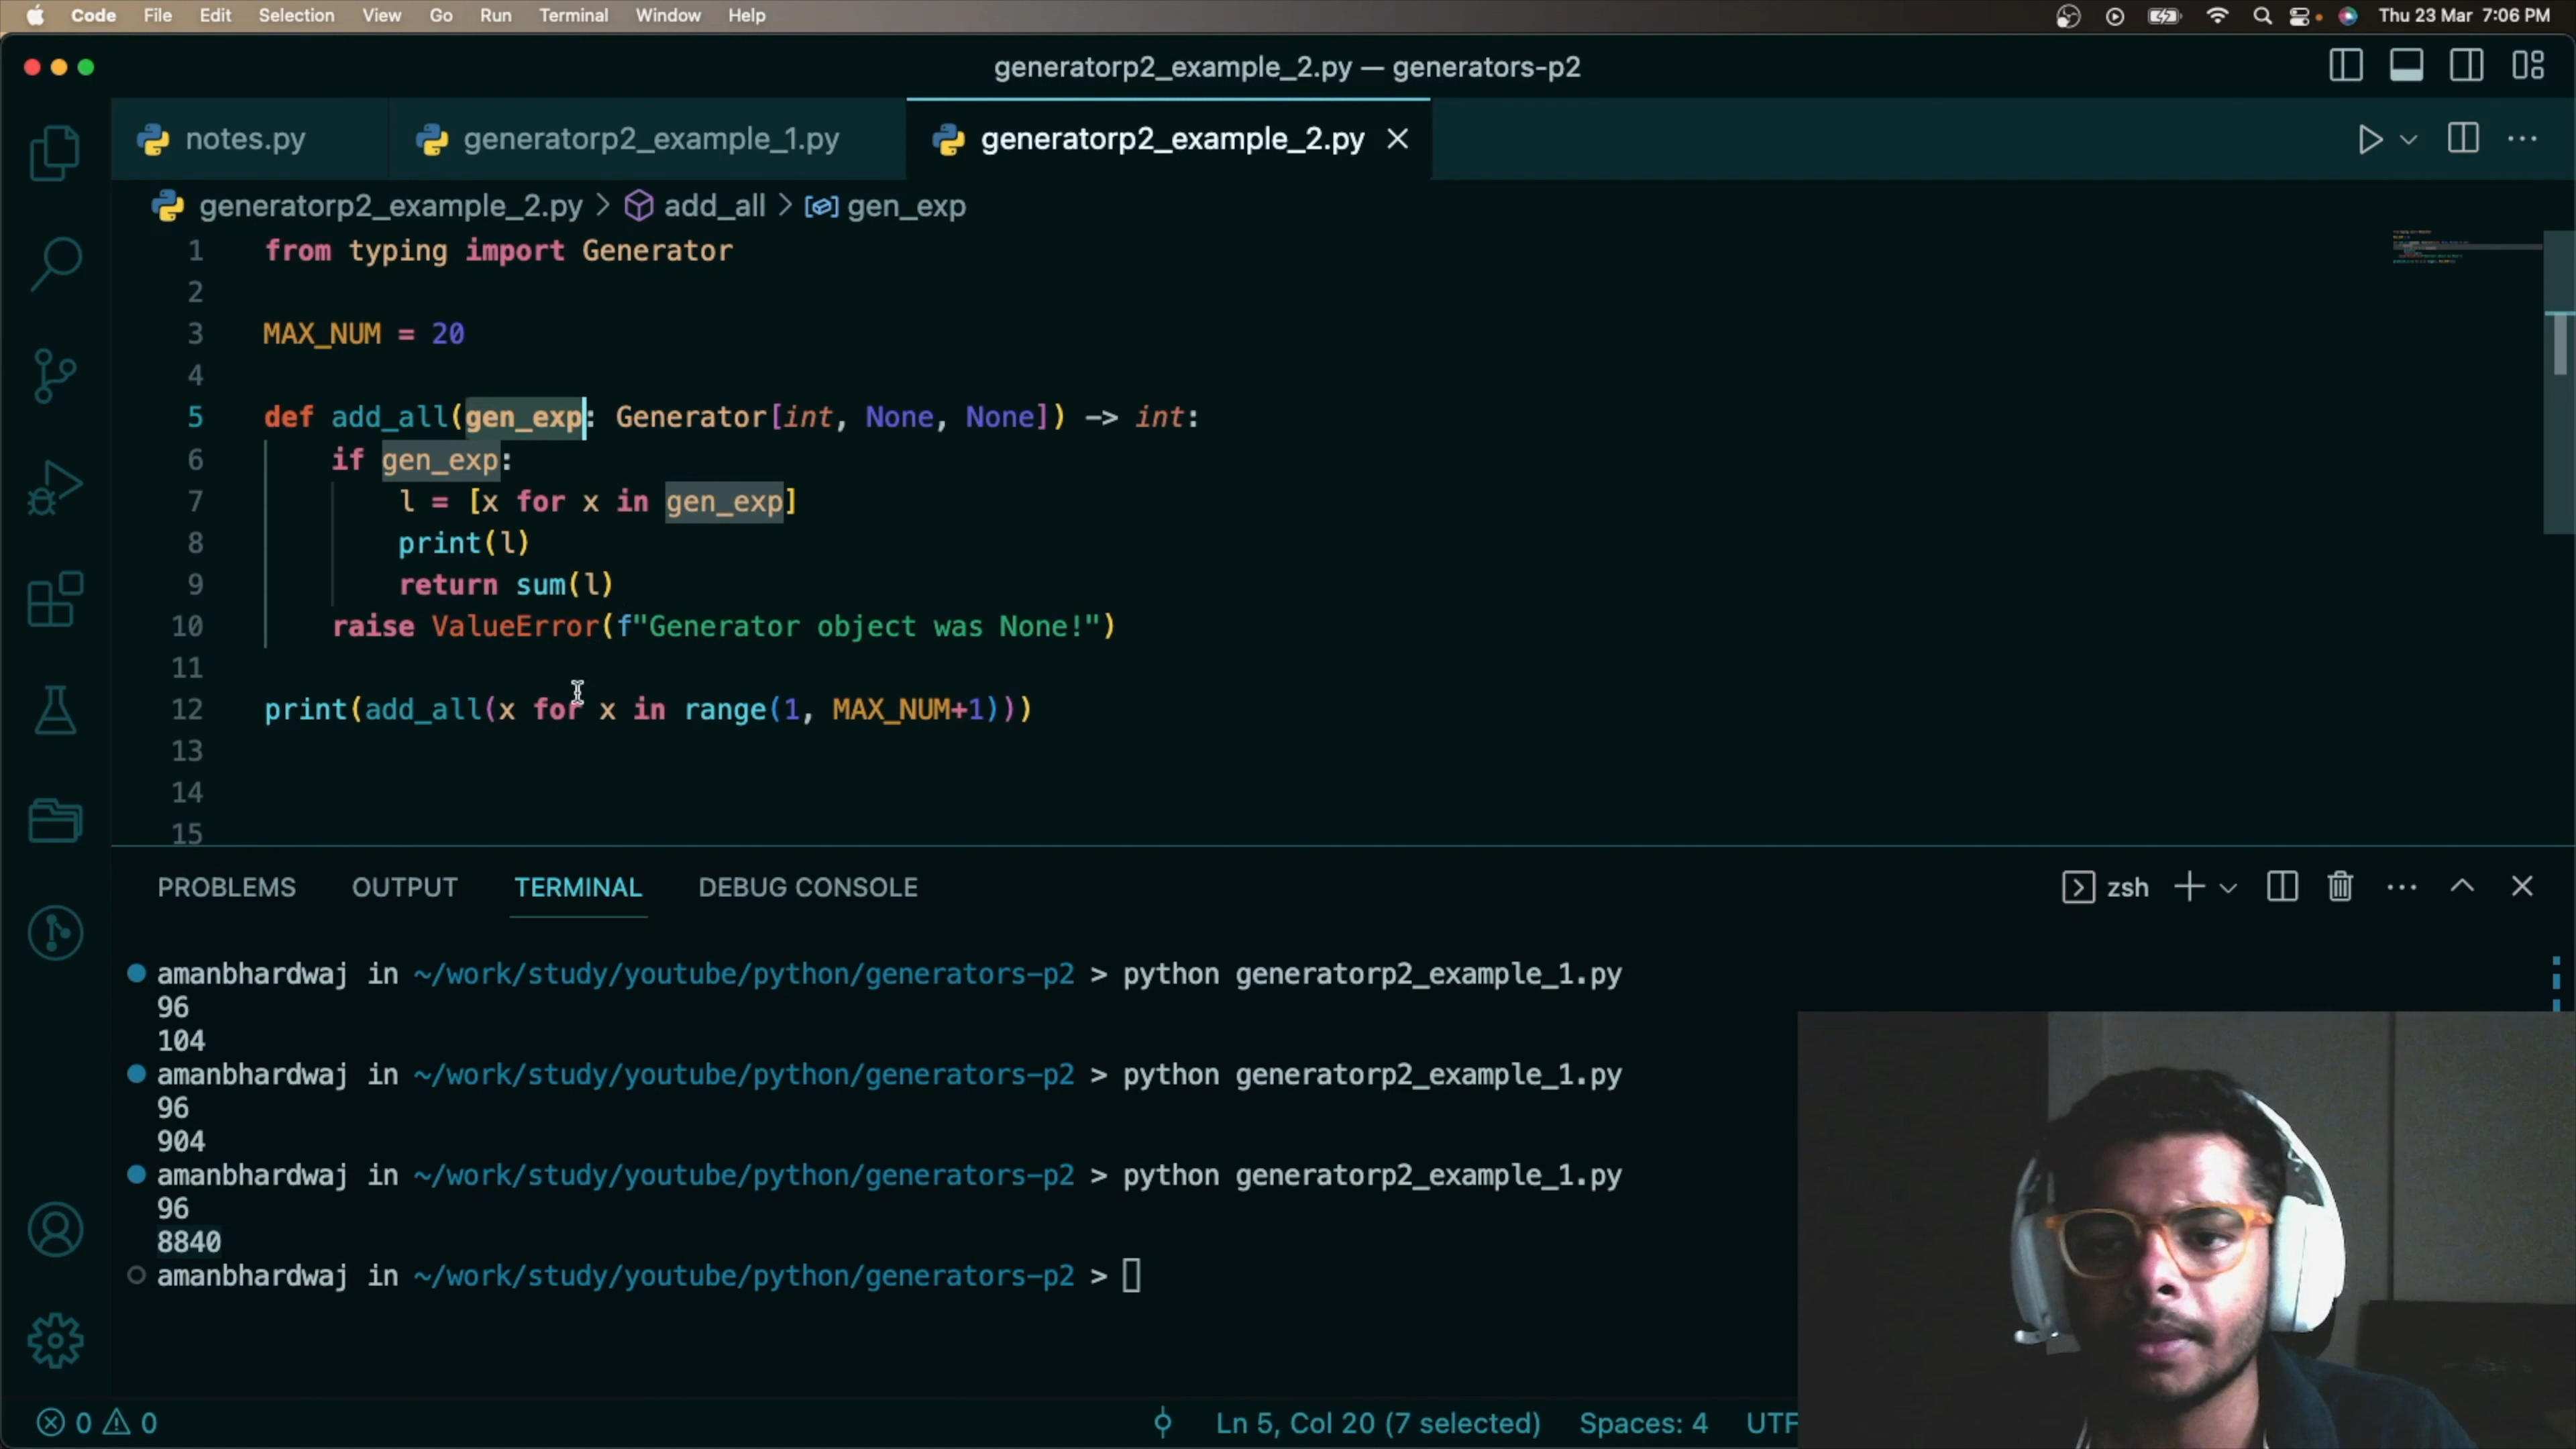 Code File Edit Selection View Go Run Terminal Window Help Thu 23 Mar 7:06 PM
generatorp2_example_2.py — generators-p2
notes.py generatorp2_example_1.py generatorp2_example_2.py
generatorp2_example_2.py > add_all > gen_exp
1 from typing import Generator
2
3 MAX_NUM = 20
4
5 def add_all(gen_exp: Generator[int, None, None]) -> int:
6 if gen_exp:
7 l = [x for x in gen_exp]
8 print(l)
9 return sum(l)
10 raise ValueError(f"Generator object was None!")
11
12 print(add_all(x for x in range(1, MAX_NUM+1)))
13
14
15
PROBLEMS OUTPUT TERMINAL DEBUG CONSOLE zsh
amanbhardwaj in ~/work/study/youtube/python/generators-p2 > python generatorp2_example_1.py
96
104
amanbhardwaj in ~/work/study/youtube/python/generators-p2 > python generatorp2_example_1.py
96
904
amanbhardwaj in ~/work/study/youtube/python/generators-p2 > python generatorp2_example_1.py
96
8840
amanbhardwaj in ~/work/study/youtube/python/generators-p2 >
0 0 Ln 5, Col 20 (7 selected) Spaces: 4 UTF